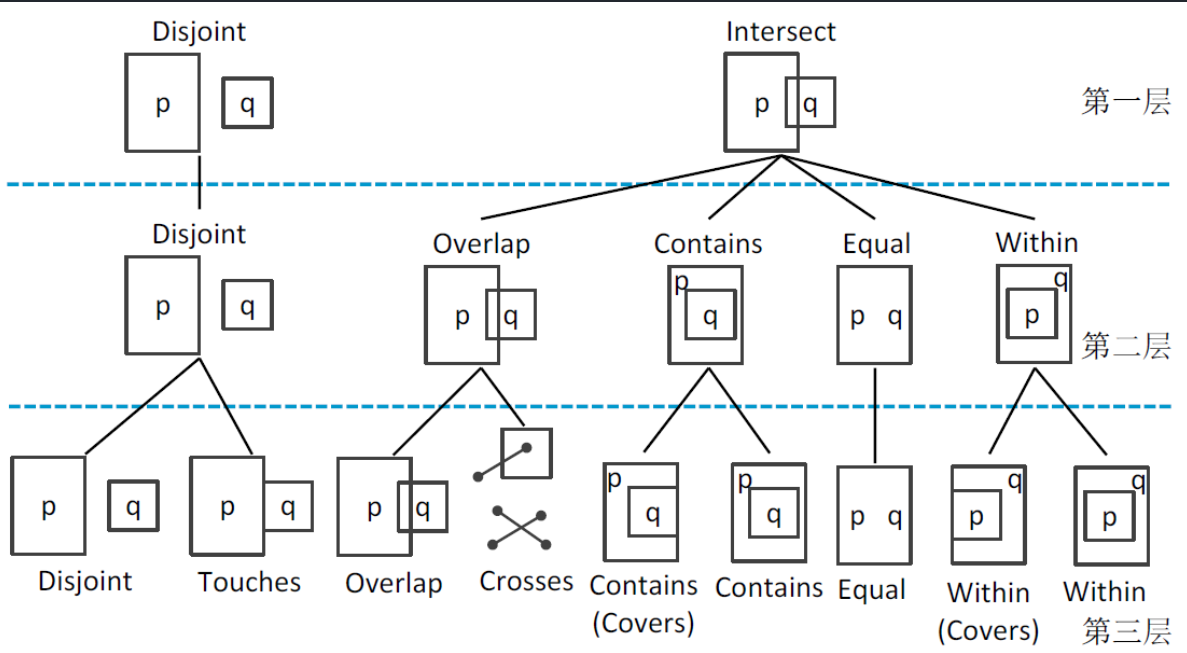 Disjoint
Intersect
p
q
p
q
第一层
Disjoint
Overlap
Contains
Equal
Within
p
q
p
q
p
q
p q
q
p
第二层
p
q
p
q
p
q
p
q
p
q
p q
q
p
q
p
Disjoint
Touches
Overlap
Crosses
Contains
(Covers)
Contains
Equal
Within
(Covers)
Within
第三层